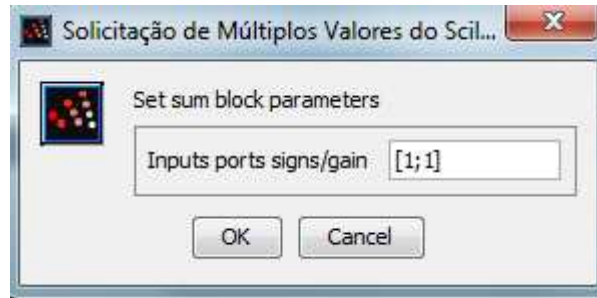 Solicitação de Múltiplos Valores do Scil...
Set sum block parameters
Inputs ports signs/gain [1;1]
OK Cancel